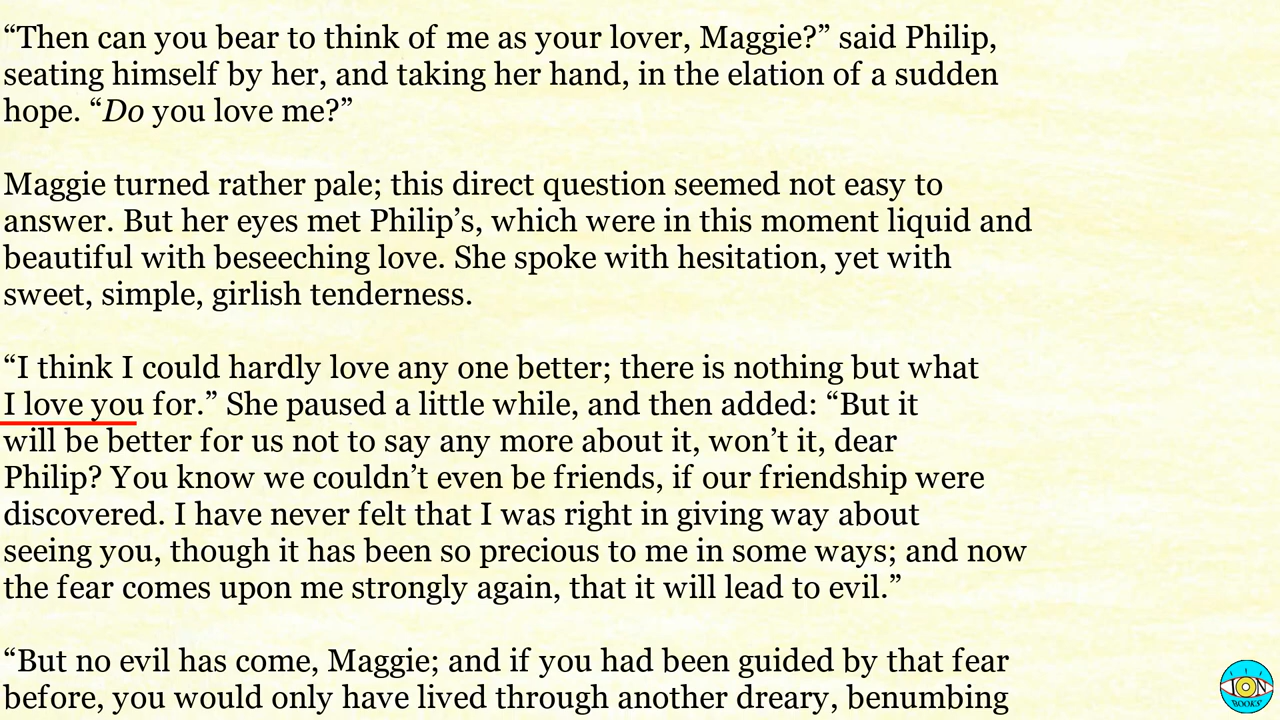 “Then can you bear to think of me as your lover, Maggie?” said Philip,
seating himself by her, and taking her hand, in the elation of a sudden
hope. “Do you love me?”
Maggie turned rather pale; this direct question seemed not easy to
answer. But her eyes met Philip’s, which were in this moment liquid and
beautiful with beseeching love. She spoke with hesitation, yet with
sweet, simple, girlish tenderness.
“I think I could hardly love any one better; there is nothing but what
I love you for.” She paused a little while, and then added: “But it
will be better for us not to say any more about it, won’t it, dear
Philip? You know we couldn’t even be friends, if our friendship were
discovered. I have never felt that I was right in giving way about
seeing you, though it has been so precious to me in some ways; and now
the fear comes upon me strongly again, that it will lead to evil.”
“But no evil has come, Maggie; and if you had been guided by that fear
before, you would only have lived through another dreary, benumbing
I
ION
BOOKS